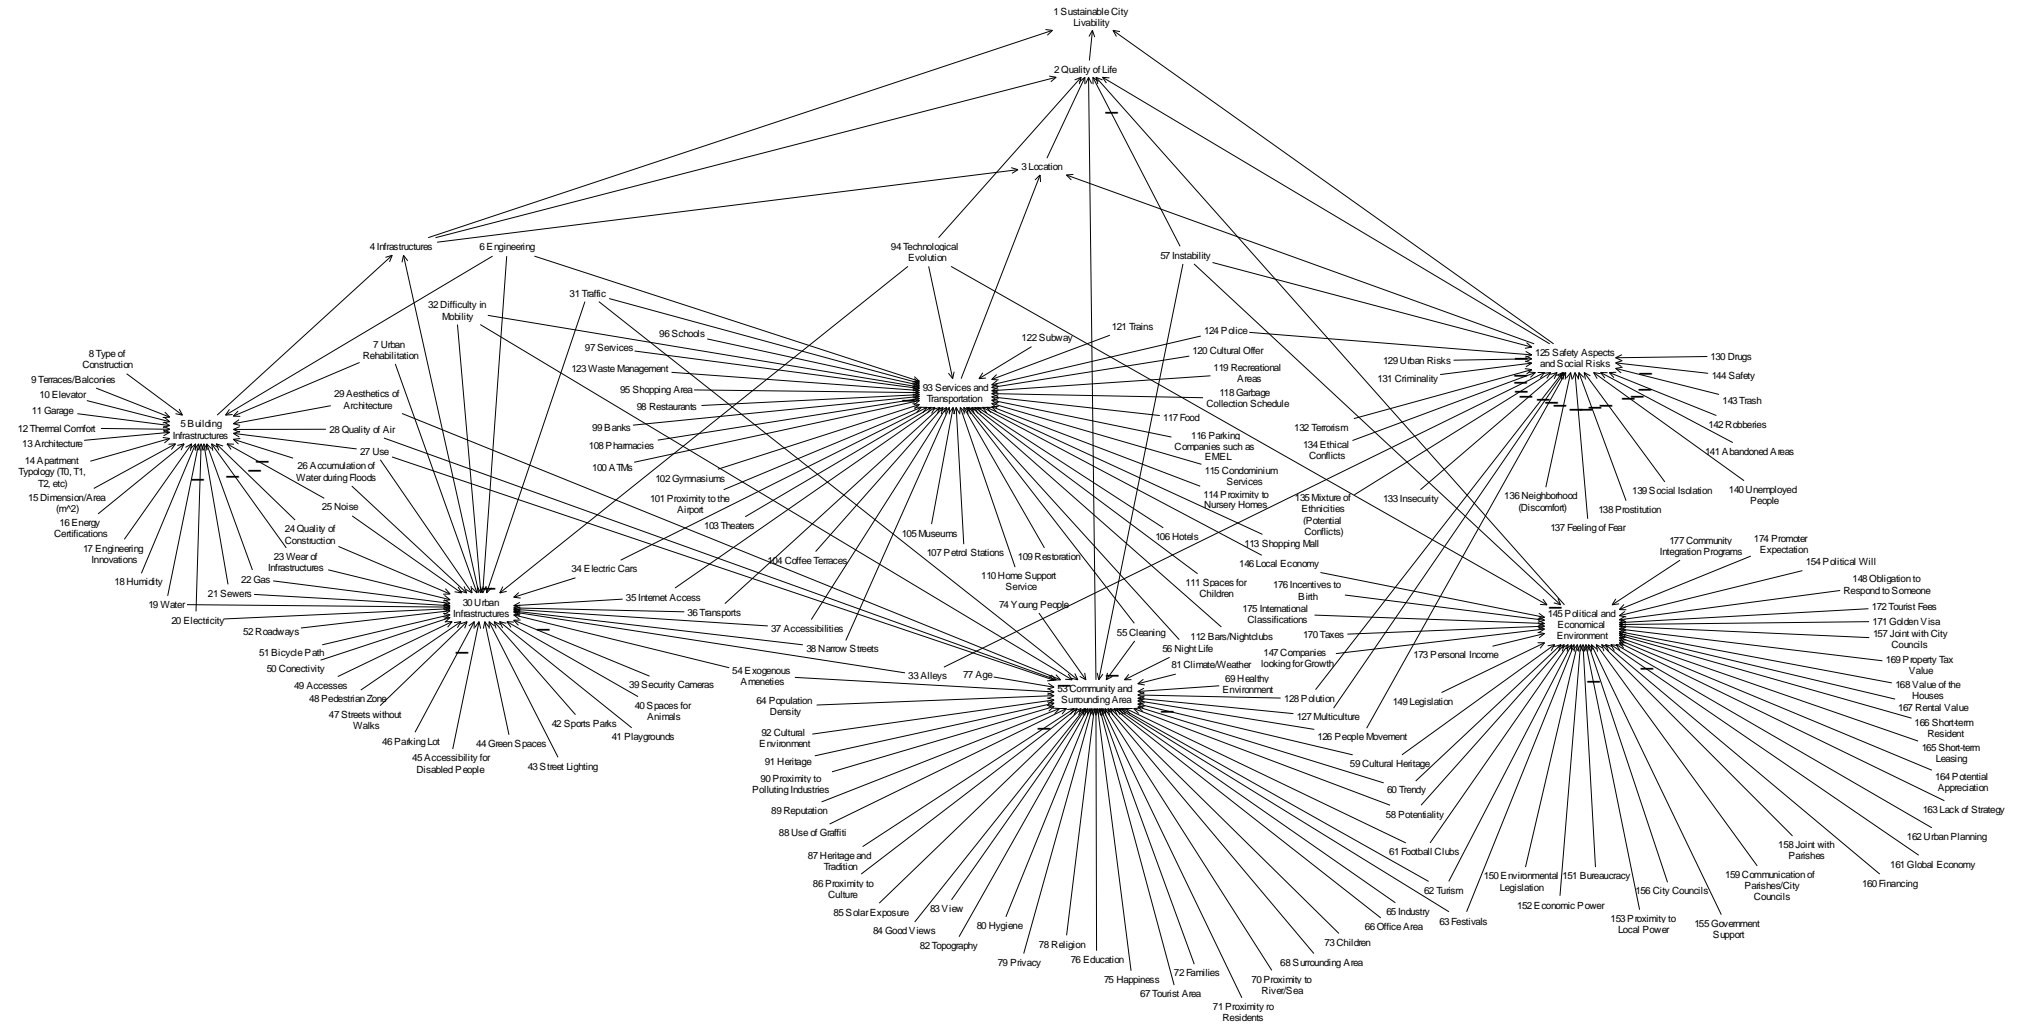 1 Sustainable City
Livability
2 Quality of Life
3 Location
4 Infrastructures
6 Engineering
94 Technological
Evolution
57 Instability
32 Difficulty in
Mobility
31 Traffic
96 Schools
97 Services
123 Waste Management
95 Shopping Area
98 Restaurants
99 Banks
108 Pharmacies
100 ATMs
102 Gymnasiums
101 Proximity to the
Airport
103 Theaters
93 Services and
Transportation
122 Subway
121 Trains
124 Police
120 Cultural Offer
119 Recreational
Areas
118 Garbage
Collection Schedule
117 Food
116 Parking
Companies such as
EMEL
115 Condominium
Services
114 Proximity to
Nursery Homes
106 Hotels
113 Shopping Mall
146 Local Economy
125 Safety Aspects
and Social Risks
129 Urban Risks
131 Criminality
132 Terrorism
134 Ethical
Conflicts
135 Mixture of
Ethnicities
(Potential
Conflicts)
133 Insecurity
136 Neighborhood
(Discomfort)
137 Feeling of Fear
138 Prostitution
139 Social Isolation
140 Unemployed
People
141 Abandoned Areas
142 Robberies
143 Trash
144 Safety
130 Drugs
7 Urban
Rehabilitation
8 Type of
Construction
9 Terraces/Balconies
10 Elevator
11 Garage
12 Thermal Comfort
13 Architecture
14 Apartment
Typology (T0, T1,
T2, etc)
15 Dimension/Area
(m^2)
16 Energy
Certifications
17 Engineering
Innovations
18 Humidity
19 Water
20 Electricity
21 Sewers
22 Gas
23 Wear of
Infrastructures
24 Quality of
Construction
25 Noise
26 Accumulation of
Water during Floods
27 Use
28 Quality of Air
29 Aesthetics of
Architecture
5 Building
Infrastructures
30 Urban
Infrastructures
52 Roadways
51 Bicycle Path
50 Conectivity
49 Accesses
48 Pedestrian Zone
47 Streets without
Walks
46 Parking Lot
45 Accessibility for
Disabled People
44 Green Spaces
43 Street Lighting
42 Sports Parks
41 Playgrounds
40 Spaces for
Animals
39 Security Cameras
34 Electric Cars
35 Internet Access
36 Transports
37 Accessibilities
38 Narrow Streets
33 Alleys
54 Exogenous
Ameneties
104 Coffee Terraces
105 Museums
107 Petrol Stations
110 Home Support
Service
109 Restoration
111 Spaces for
Children
112 Bars/Nightclubs
74 Young People
55 Cleaning
56 Night Life
81 Climate/Weather
69 Healthy
Environment
77 Age
53 Community and
Surrounding Area
64 Population
Density
92 Cultural
Environment
91 Heritage
90 Proximity to
Polluting Industries
89 Reputation
88 Use of Graffiti
87 Heritage and
Tradition
86 Proximity to
Culture
85 Solar Exposure
84 Good Views
83 View
82 Topography
80 Hygiene
79 Privacy
78 Religion
76 Education
75 Happiness
67 Tourist Area
72 Families
71 Proximity ro
Residents
70 Proximity to
River/Sea
68 Surrounding Area
73 Children
66 Office Area
65 Industry
63 Festivals
62 Turism
61 Football Clubs
58 Potentiality
60 Trendy
59 Cultural Heritage
126 People Movement
127 Multiculture
128 Polution
145 Political and
Economical
Environment
176 Incentives to
Birth
175 International
Classifications
170 Taxes
147 Companies
looking for Growth
173 Personal Income
149 Legislation
150 Environmental
Legislation
151 Bureaucracy
152 Economic Power
156 City Councils
153 Proximity to
Local Power
155 Government
Support
159 Communication of
Parishes/City
Councils
158 Joint with
Parishes
160 Financing
161 Global Economy
162 Urban Planning
163 Lack of Strategy
164 Potential
Appreciation
165 Short-term
Leasing
166 Short-term
Resident
167 Rental Value
168 Value of the
Houses
169 Property Tax
Value
157 Joint with City
Councils
171 Golden Visa
172 Tourist Fees
148 Obligation to
Respond to Someone
154 Political Will
174 Promoter
Expectation
177 Community
Integration Programs